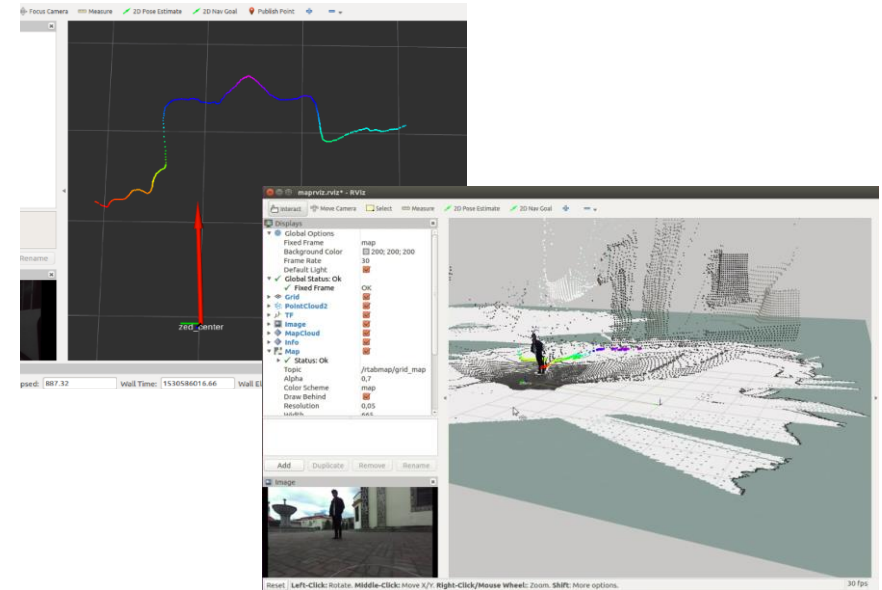 Focus Camera Measure 2D Pose Estimate 2D Nav Goal Publish Point
Rename
zed_center
psed: 887.32 Wall Time: 1530586016.66 Wall El
maprviz.rviz* - RViz
Interact Move Camera Select Measure 2D Pose Estimate 2D Nav Goal
Displays
Global Options
Fixed Frame map
Background Color 200; 200; 200
Frame Rate 30
Default Light
Global Status: Ok
Fixed Frame OK
Grid
PointCloud2
TF
Image
MapCloud
Info
Map
Status: Ok
Topic /rtabmap/grid_map
Alpha 0,7
Color Scheme map
Draw Behind
Resolution 0,05
Width 665
Add Duplicate Remove Rename
Image
Reset Left-Click: Rotate. Middle-Click: Move X/Y. Right-Click/Mouse Wheel: Zoom. Shift: More options. 30 fps